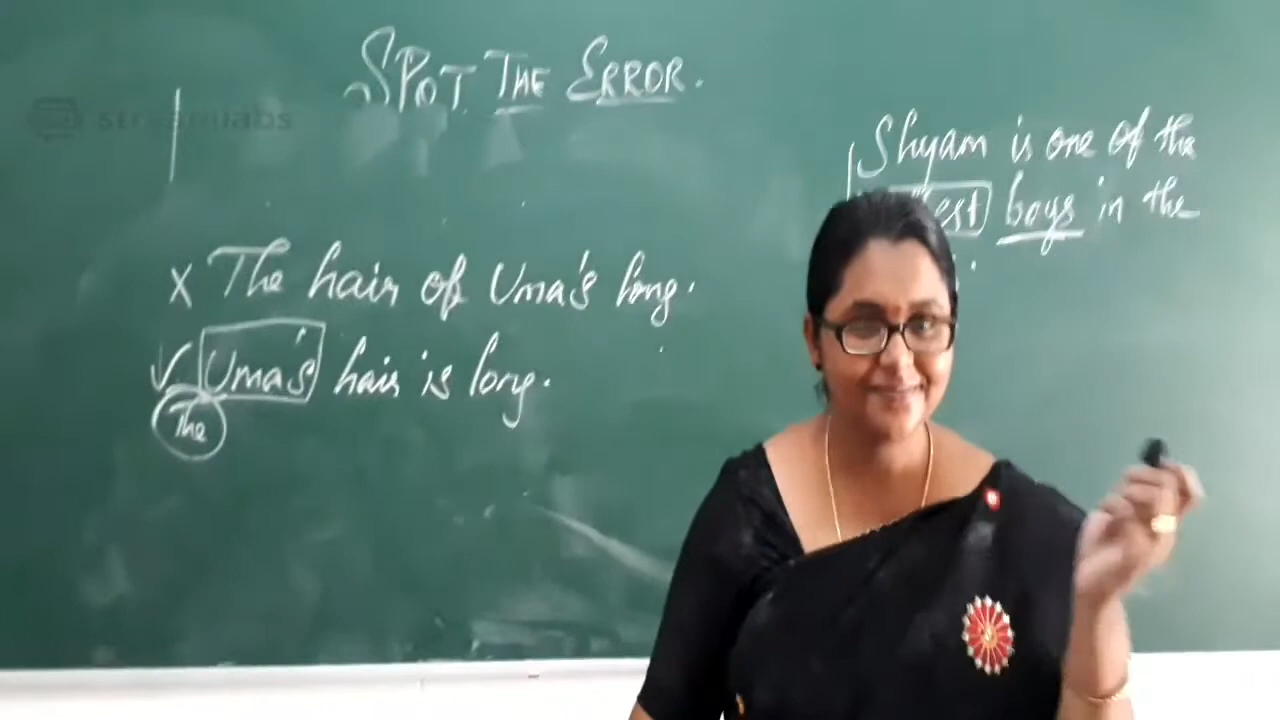 SPOT THE ERROR.
streamlabs
x The hair of Uma's long.
✓ Uma's hair is long.
The
Shyam is one of the
boys in the